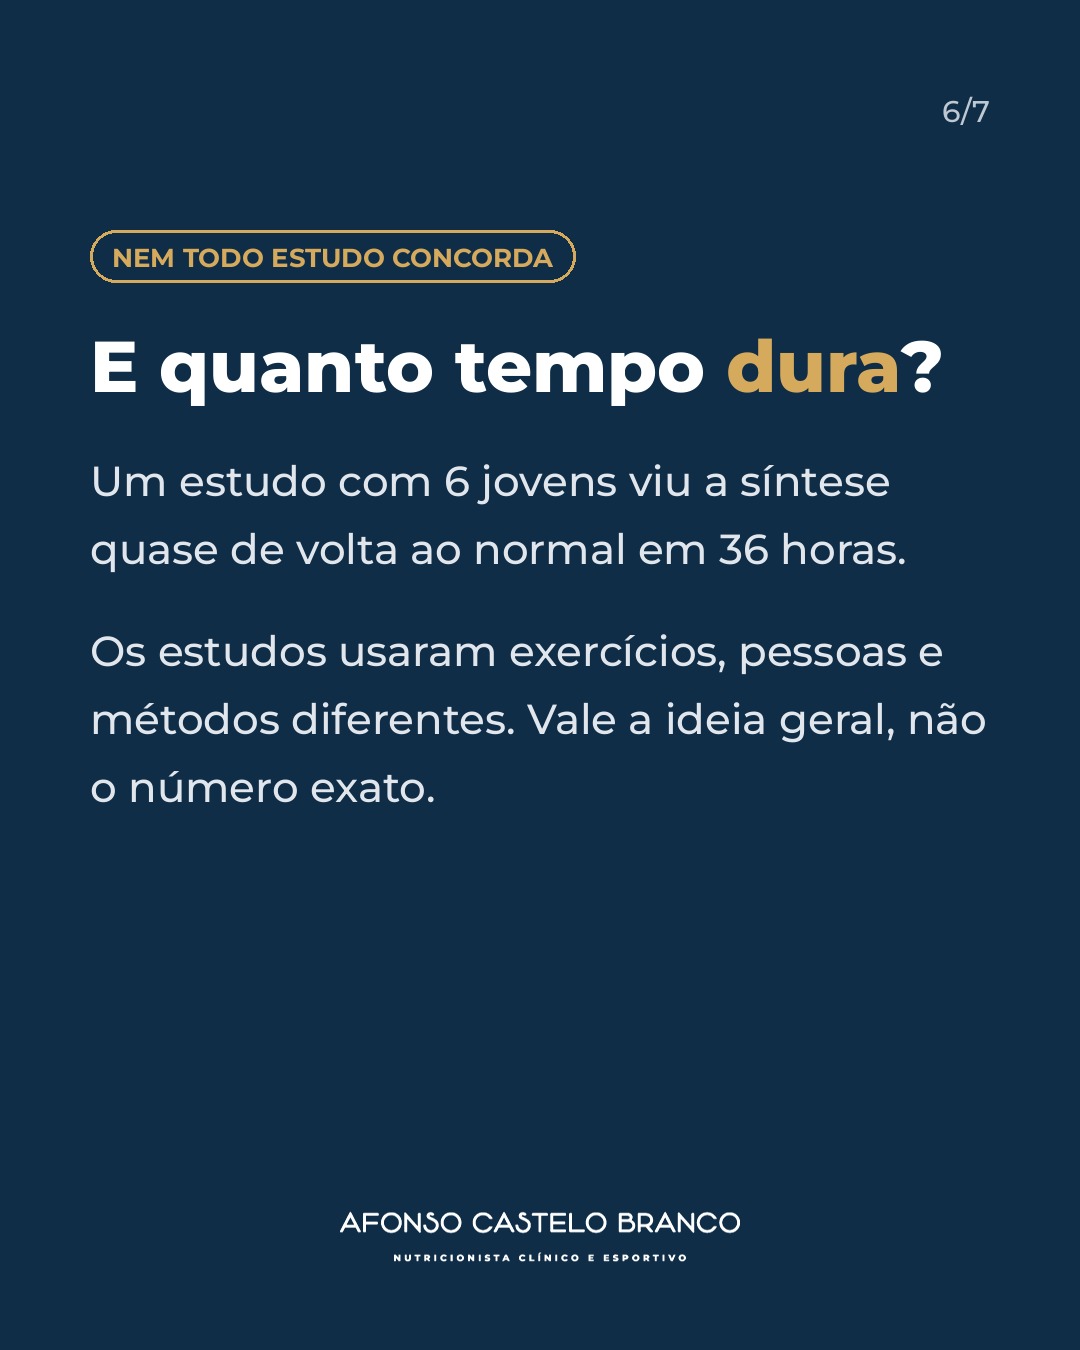 6/7
NEM TODO ESTUDO CONCORDA
E quanto tempo dura?
Um estudo com 6 jovens viu a síntese
quase de volta ao normal em 36 horas.
Os estudos usaram exercícios, pessoas e
métodos diferentes. Vale a ideia geral, não
o número exato.
AFONSO CASTELO BRANCO
NUTRICIONISTA CLÍNICO E ESPORTIVO